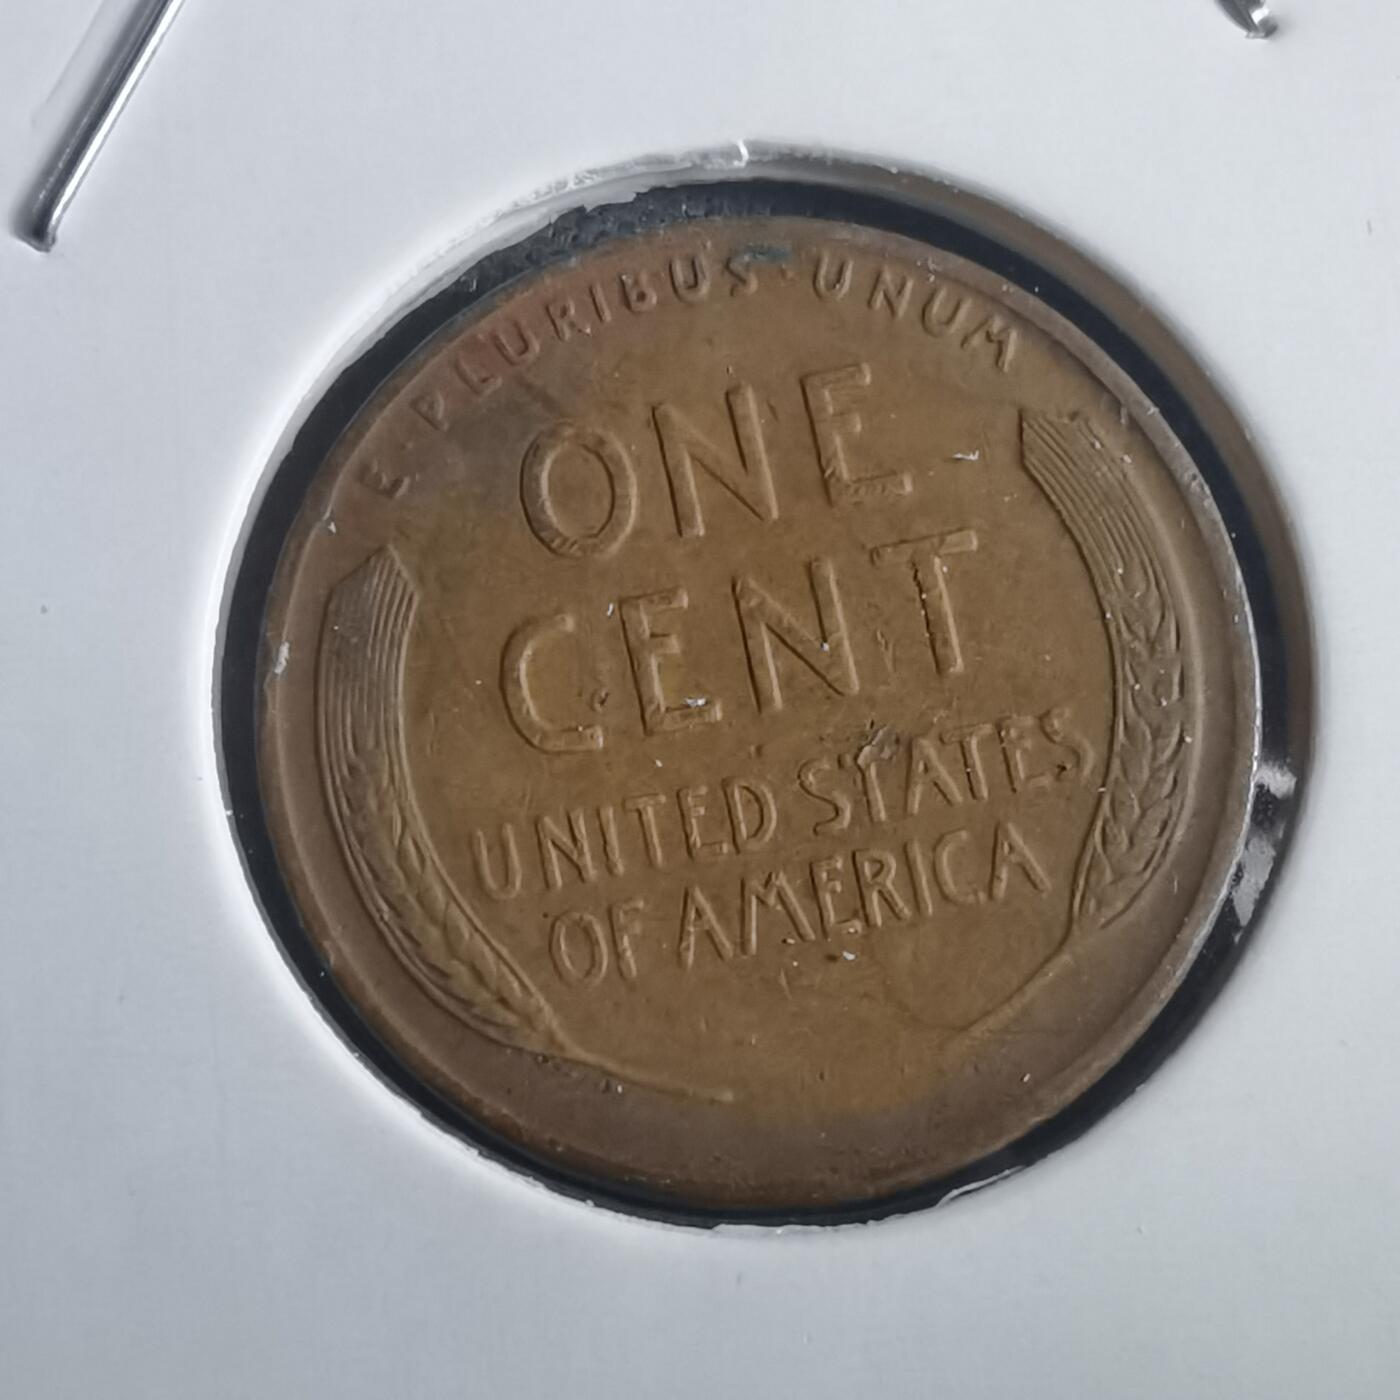 E·PLURIBUS·UNUM
ONE
CENT
UNITED STATES
OF AMERICA